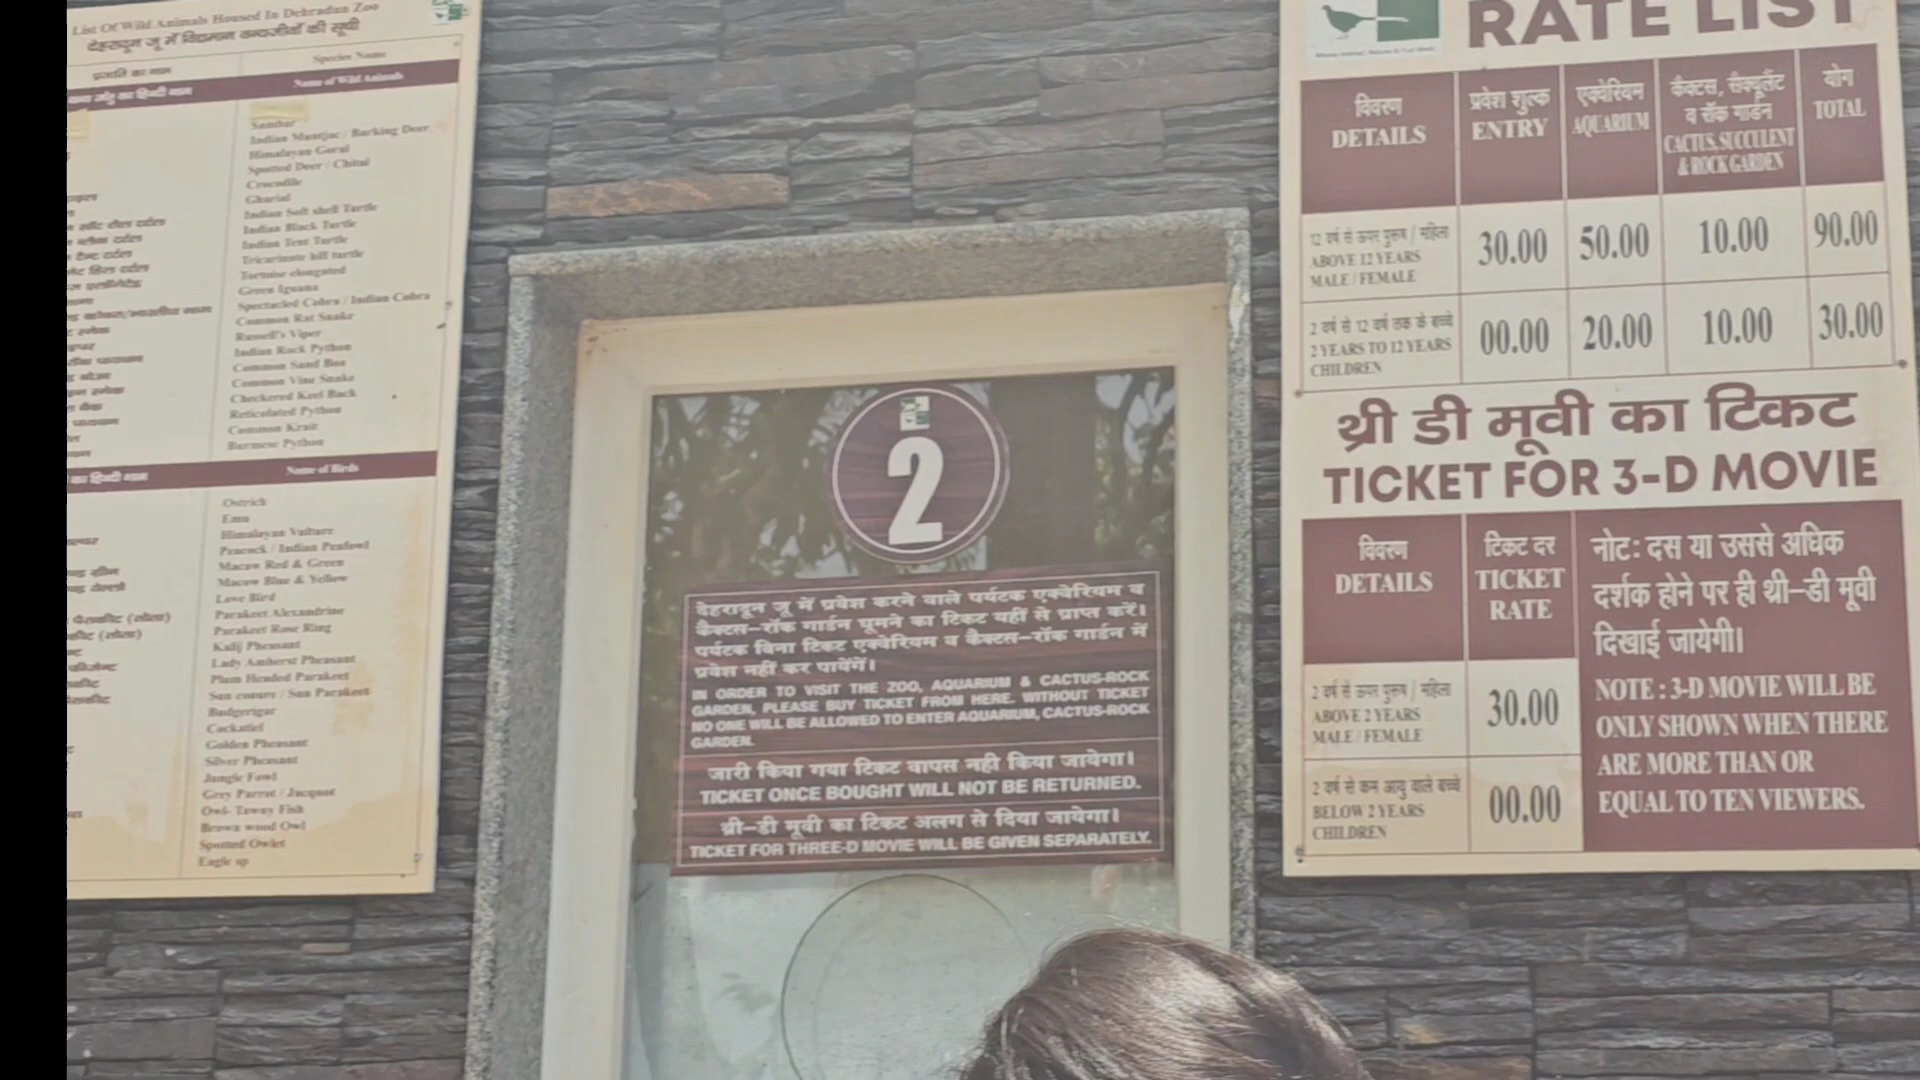 List Of Wild Animals Housed In Dehradun Zoo
देहरादून जू में विद्यमान वन्यजीवों की सूची
प्रजाति का नाम
Species Name
का हिन्दी नाम
Name of Wild Animals
Sambar
Indian Muntjac / Barking Deer
Himalayan Goral
Spotted Deer / Chital
Crocodile
Gharial
Indian Soft shell Turtle
Indian Black Turtle
Indian Tent Turtle
Tricarinate hill turtle
Tortoise elongated
Green Iguana
Spectacled Cobra / Indian Cobra
Common Rat Snake
Russell's Viper
Indian Rock Python
Common Sand Boa
Common Vine Snake
Checkered Keel Back
Reticulated Python
Common Krait
Burmese Python
का हिन्दी नाम
Name of Birds
Ostrich
Emu
Himalayan Vulture
Peacock / Indian Peafowl
Macaw Red & Green
Macaw Blue & Yellow
Love Bird
Parakeet Alexandrine
Parakeet Rose Ring
Kalij Pheasant
Lady Amherst Pheasant
Plum Headed Parakeet
Sun conure / Sun Parakeet
Budgerigar
Cockatiel
Golden Pheasant
Silver Pheasant
Jungle Fowl
Grey Parrot / Jacquot
Owl- Tawny Fish
Brown wood Owl
Spotted Owlet
Eagle sp
2
देहरादून जू में प्रवेश करने वाले पर्यटक एक्वेरियम व
कैक्टस–रॉक गार्डन घूमने का टिकट यहीं से प्राप्त करें।
पर्यटक बिना टिकट एक्वेरियम व कैक्टस–रॉक गार्डन में
प्रवेश नहीं कर पायेंगें।
IN ORDER TO VISIT THE ZOO, AQUARIUM & CACTUS-ROCK
GARDEN, PLEASE BUY TICKET FROM HERE. WITHOUT TICKET
NO ONE WILL BE ALLOWED TO ENTER AQUARIUM, CACTUS-ROCK
GARDEN.
जारी किया गया टिकट वापस नही किया जायेगा।
TICKET ONCE BOUGHT WILL NOT BE RETURNED.
थ्री–डी मूवी का टिकट अलग से दिया जायेगा।
TICKET FOR THREE-D MOVIE WILL BE GIVEN SEPARATELY.
RATE LIST
विवरण DETAILS
प्रवेश शुल्क ENTRY
एक्वेरियम AQUARIUM
कैक्टस, सैक्यूलैंट व रॉक गार्डन CACTUS, SUCCULENT & ROCK GARDEN
योग TOTAL
12 वर्ष से ऊपर पुरूष / महिला
ABOVE 12 YEARS
MALE / FEMALE
30.00 50.00 10.00 90.00
2 वर्ष से 12 वर्ष तक के बच्चे
2 YEARS TO 12 YEARS
CHILDREN
00.00 20.00 10.00 30.00
थ्री डी मूवी का टिकट
TICKET FOR 3-D MOVIE
विवरण
DETAILS
टिकट दर
TICKET
RATE
2 वर्ष से ऊपर पुरूष / महिला
ABOVE 2 YEARS
MALE / FEMALE
30.00
2 वर्ष से कम आयु वाले बच्चे
BELOW 2 YEARS
CHILDREN
00.00
नोट: दस या उससे अधिक
दर्शक होने पर ही थ्री–डी मूवी
दिखाई जायेगी।
NOTE : 3-D MOVIE WILL BE
ONLY SHOWN WHEN THERE
ARE MORE THAN OR
EQUAL TO TEN VIEWERS.